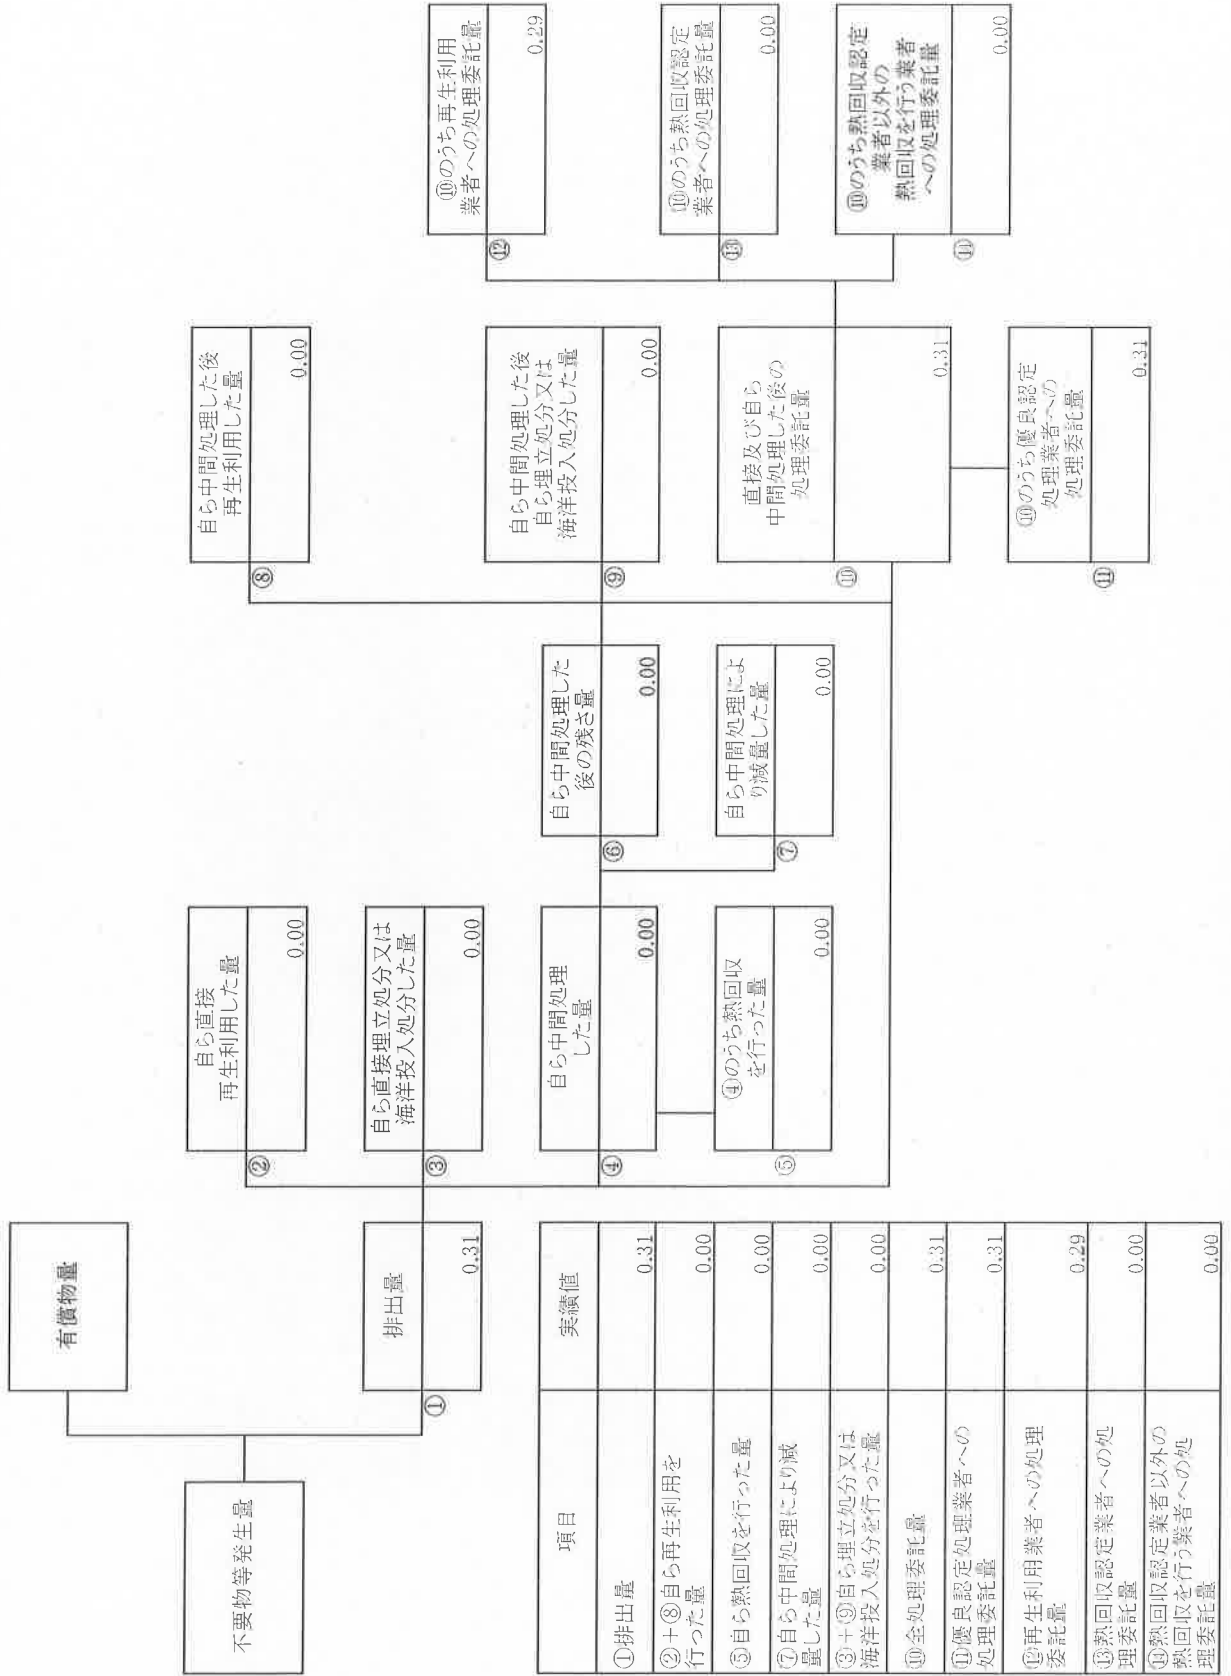 不要物等発生量
有償物量
排出量
①
0.31
自ら直接
再生利用した量
②
0.00
自ら直接埋立処分又は
海洋投入処分した量
③
0.00
自ら中間処理
した量
④
0.00
④のうち熱回収
を行った量
⑤
0.00
自ら中間処理した
後の残さ量
⑥
0.00
自ら中間処理によ
り減量した量
⑦
0.00
自ら中間処理した後
再生利用した量
⑧
0.00
自ら中間処理した後
自ら埋立処分又は
海洋投入処分した量
⑨
0.00
直接及び自ら
中間処理した後の
処理委託量
⑩
0.31
⑩のうち優良認定
処理業者への
処理委託量
⑪
0.31
⑩のうち再生利用
業者への処理委託量
⑫
0.29
⑩のうち熱回収認定
業者への処理委託量
⑬
0.00
⑩のうち熱回収認定
業者以外の
熱回収を行う業者
への処理委託量
⑭
0.00
項目 実績値
①排出量 0.31
②+⑧自ら再生利用を
行った量 0.00
⑤自ら熱回収を行った量 0.00
⑦自ら中間処理により減
量した量 0.00
③+⑨自ら埋立処分又は
海洋投入処分を行った量 0.00
⑩全処理委託量 0.31
⑪優良認定処理業者への
処理委託量 0.31
⑫再生利用業者への処理
委託量 0.29
⑬熱回収認定業者への処
理委託量 0.00
⑭熱回収認定業者以外の
熱回収を行う業者への処
理委託量 0.00